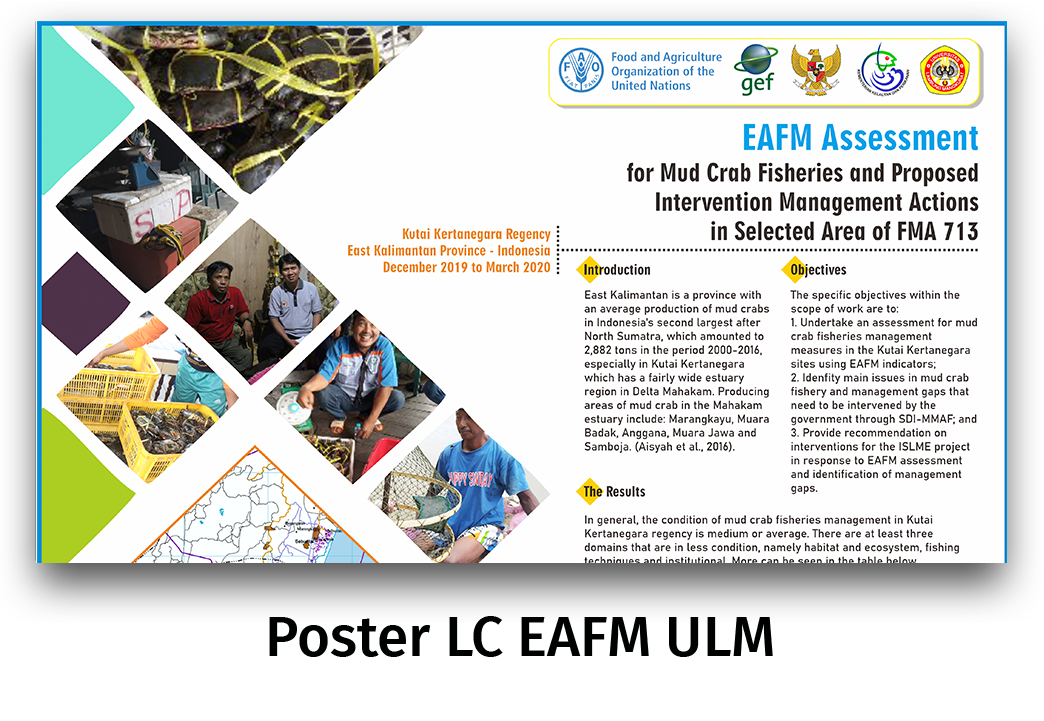 Food and Agriculture
Organization of the
United Nations
FAO
FIAT PANIS
gef
EAFM Assessment
for Mud Crab Fisheries and Proposed
Intervention Management Actions
in Selected Area of FMA 713
Kutai Kertanegara Regency
East Kalimantan Province - Indonesia
December 2019 to March 2020
Introduction
East Kalimantan is a province with
an average production of mud crabs
in Indonesia's second largest after
North Sumatra, which amounted to
2,882 tons in the period 2000-2016,
especially in Kutai Kertanegara
which has a fairly wide estuary
region in Delta Mahakam. Producing
areas of mud crab in the Mahakam
estuary include: Marangkayu, Muara
Badak, Anggana, Muara Jawa and
Samboja. (Aisyah et al., 2016).
Objectives
The specific objectives within the
scope of work are to:
1. Undertake an assessment for mud
crab fisheries management
measures in the Kutai Kertanegara
sites using EAFM indicators;
2. Idenfity main issues in mud crab
fishery and management gaps that
need to be intervened by the
government through SDI-MMAF; and
3. Provide recommendation on
interventions for the ISLME project
in response to EAFM assessment
and identification of management
gaps.
The Results
In general, the condition of mud crab fisheries management in Kutai
Kertanegara regency is medium or average. There are at least three
domains that are in less condition, namely habitat and ecosystem, fishing
techniques and institutional. More can be seen in the table below
Poster LC EAFM ULM